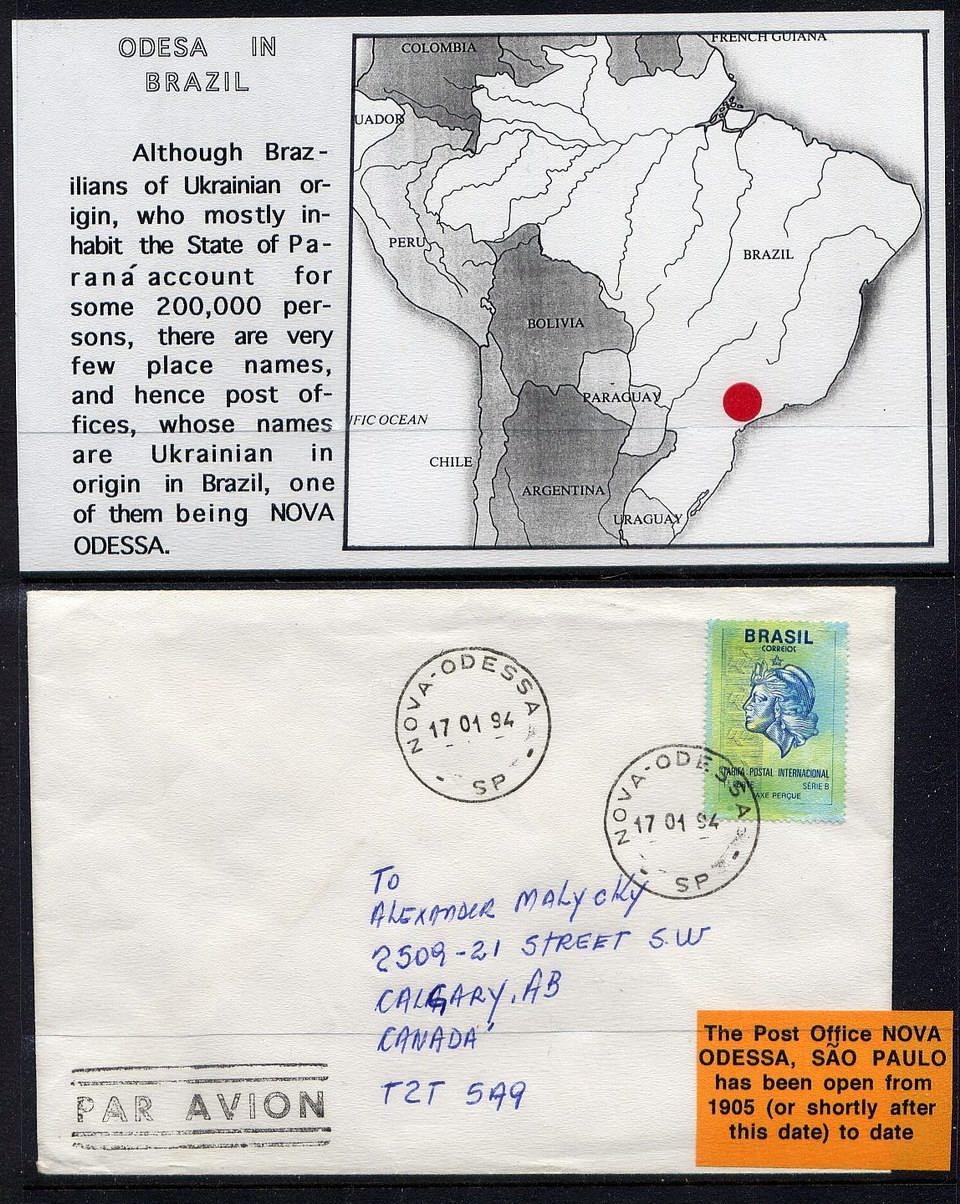 ODESA IN
BRAZIL
Although Braz-
ilians of Ukrainian or-
igin, who mostly in-
habit the State of Pa-
raná account for
some 200,000 per-
sons, there are very
few place names,
and hence post of-
fices, whose names
are Ukrainian in
origin in Brazil, one
of them being NOVA
ODESSA.
COLOMBIA
FRENCH GUIANA
UADOR
PERU
BRAZIL
BOLIVIA
PARAGUAY
IFIC OCEAN
CHILE
ARGENTINA
URAGUAY
BRASIL
CORREIOS
TARIFA POSTAL INTERNACIONAL
SÉRIE B
TAXE PERÇUE
NOVA-ODESSA
17 01 94
SP
NOVA-ODESSA
17 01 94
SP
To
ALEXANDER MALYCKY
2509-21 STREET S.W
CALGARY, AB
CANADA
T2T 5A9
PAR AVION
The Post Office NOVA
ODESSA, SÃO PAULO
has been open from
1905 (or shortly after
this date) to date